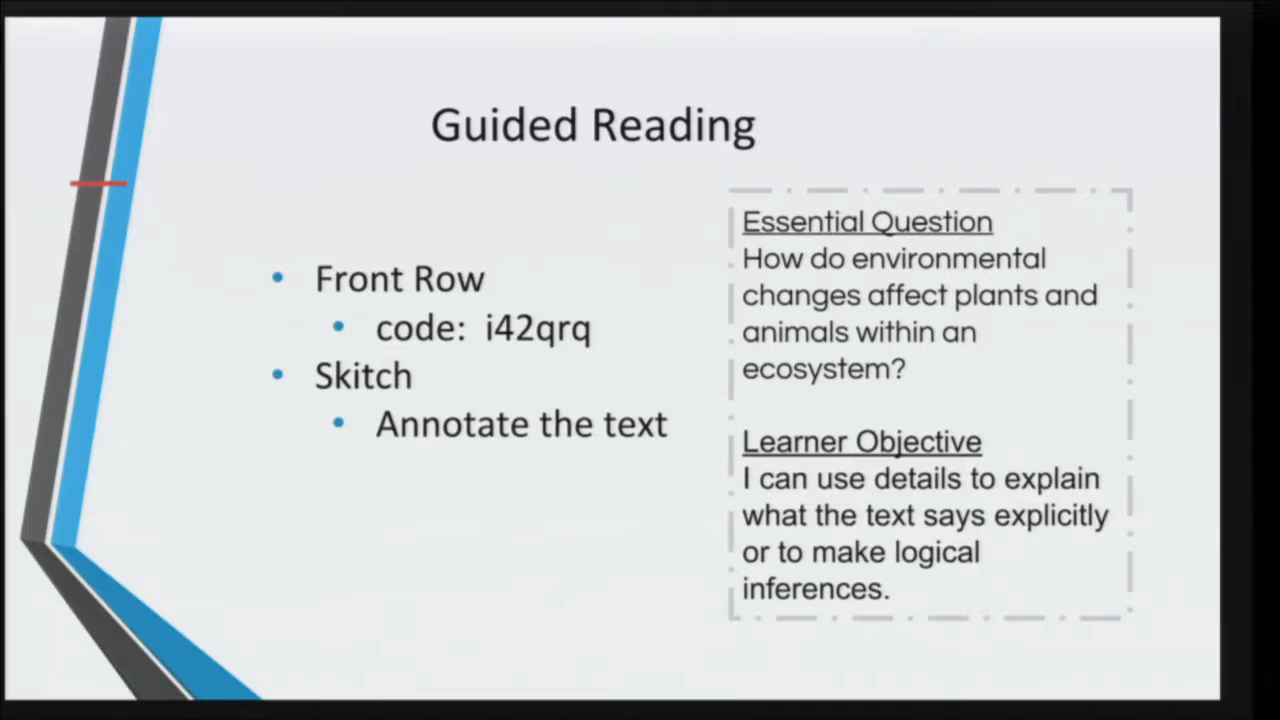 Guided Reading
Front Row
code: i42qrq
Skitch
Annotate the text
Essential Question
How do environmental
changes affect plants and
animals within an
ecosystem?
Learner Objective
I can use details to explain
what the text says explicitly
or to make logical
inferences.